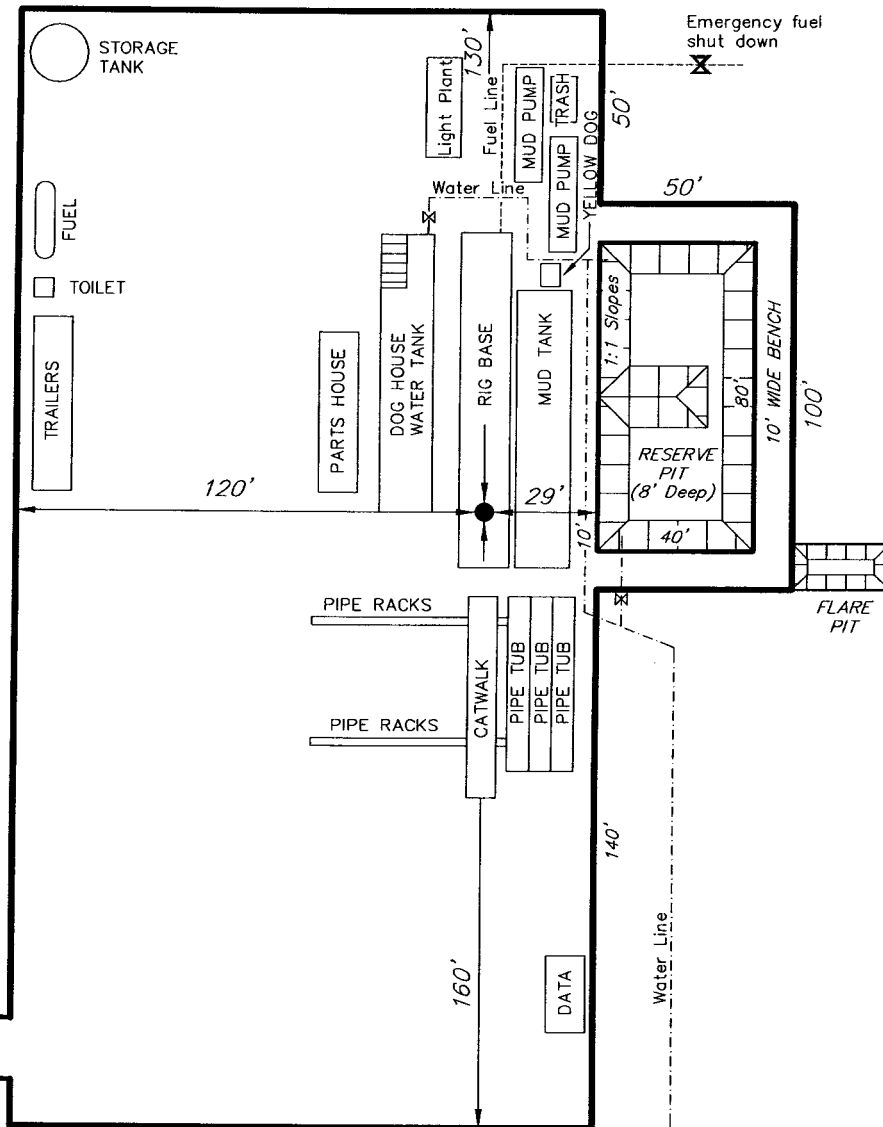 Emergency fuel
shut down
STORAGE
TANK
130'
Light Plant
Fuel Line
MUD PUMP
TRASH
MUD PUMP
YELLOW DOG
50'
50'
Water Line
FUEL
TOILET
TRAILERS
PARTS HOUSE
DOG HOUSE
WATER TANK
RIG BASE
MUD TANK
1:1 Slopes
RESERVE
PIT
(8' Deep)
80'
10' WIDE BENCH
100'
120'
29'
10'
40'
FLARE
PIT
PIPE RACKS
PIPE RACKS
CATWALK
PIPE TUB
PIPE TUB
PIPE TUB
140'
160'
DATA
Water Line